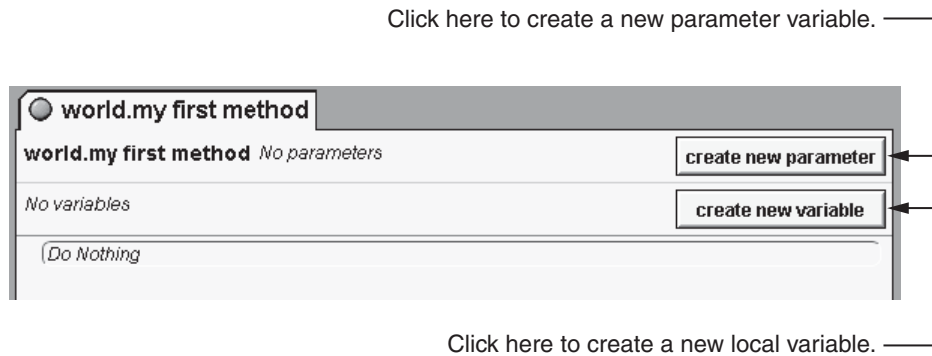 Click here to create a new parameter variable.
world.my first method
world.my first method No parameters
create new parameter
No variables
create new variable
Do Nothing
Click here to create a new local variable.